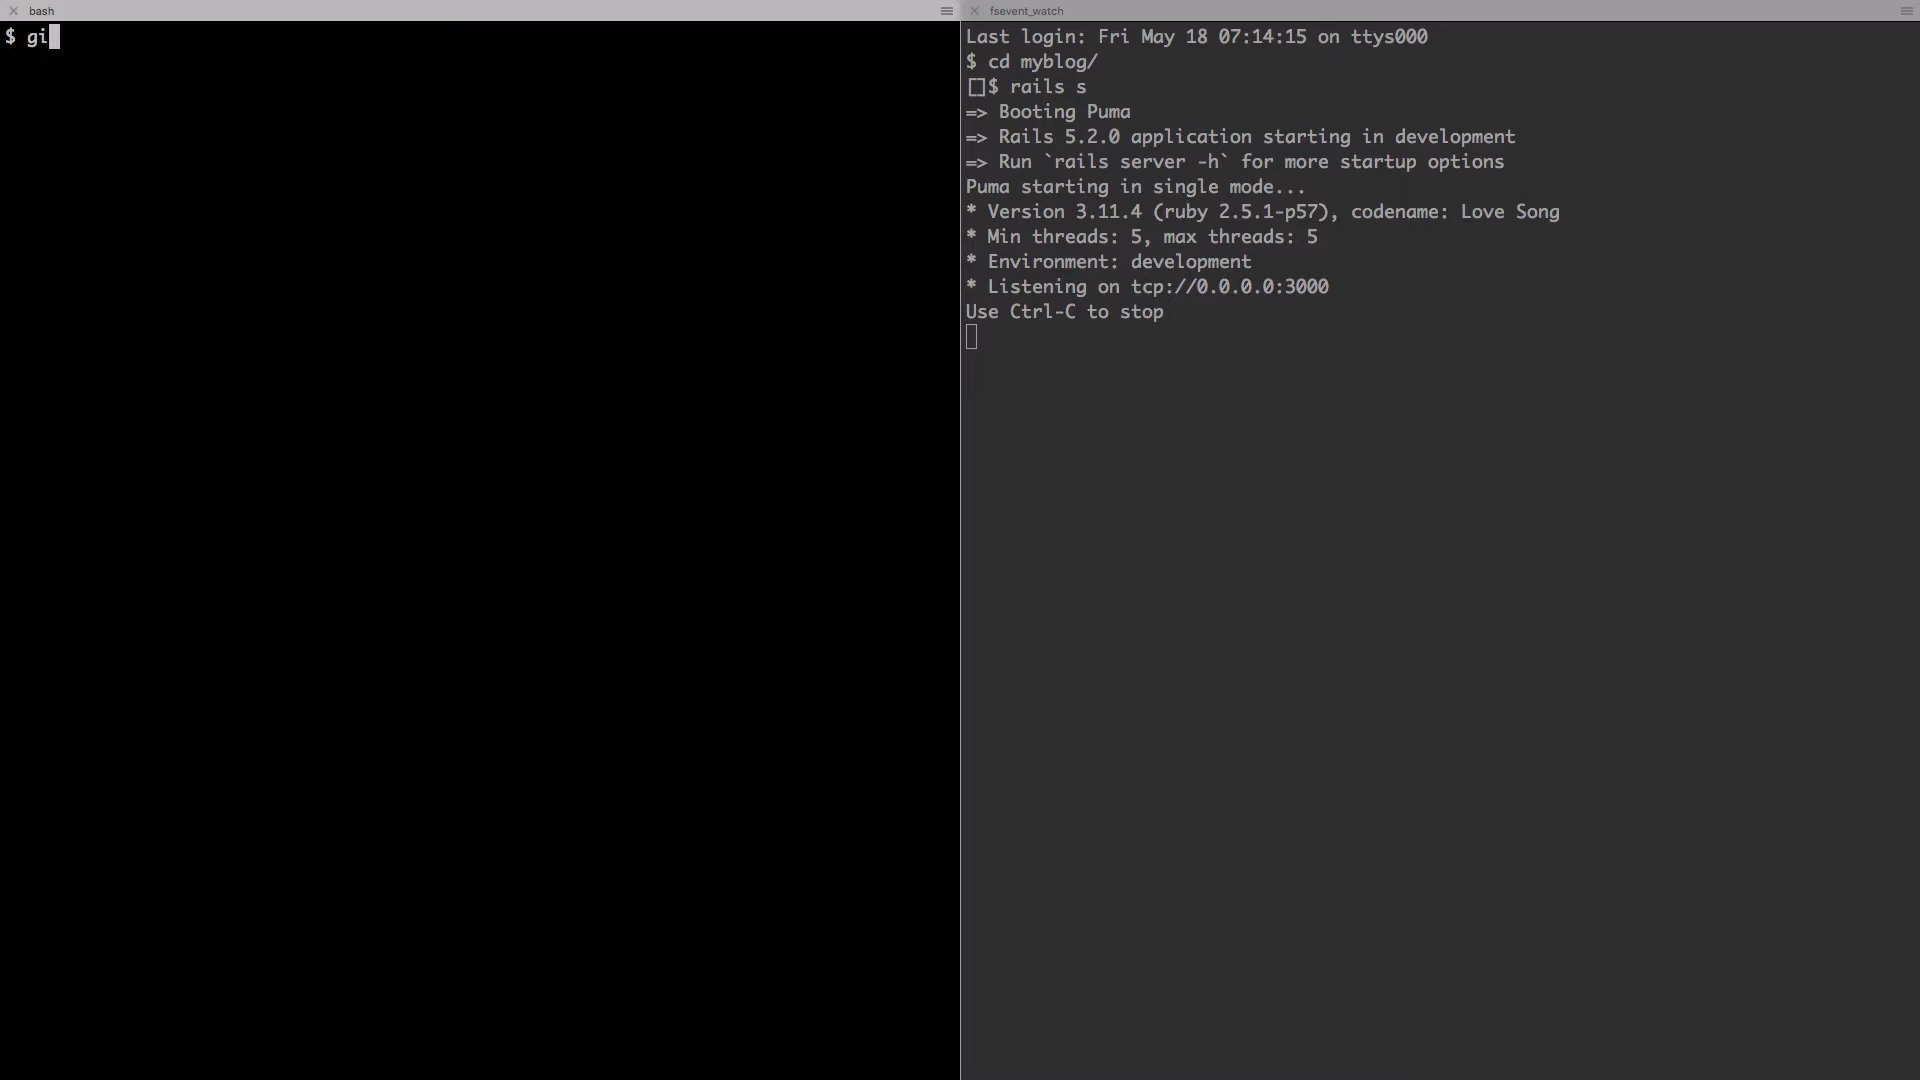 bash
$ gi
fsevent_watch
Last login: Fri May 18 07:14:15 on ttys000
$ cd myblog/
[]$ rails s
=> Booting Puma
=> Rails 5.2.0 application starting in development
=> Run `rails server -h` for more startup options
Puma starting in single mode...
* Version 3.11.4 (ruby 2.5.1-p57), codename: Love Song
* Min threads: 5, max threads: 5
* Environment: development
* Listening on tcp://0.0.0.0:3000
Use Ctrl-C to stop